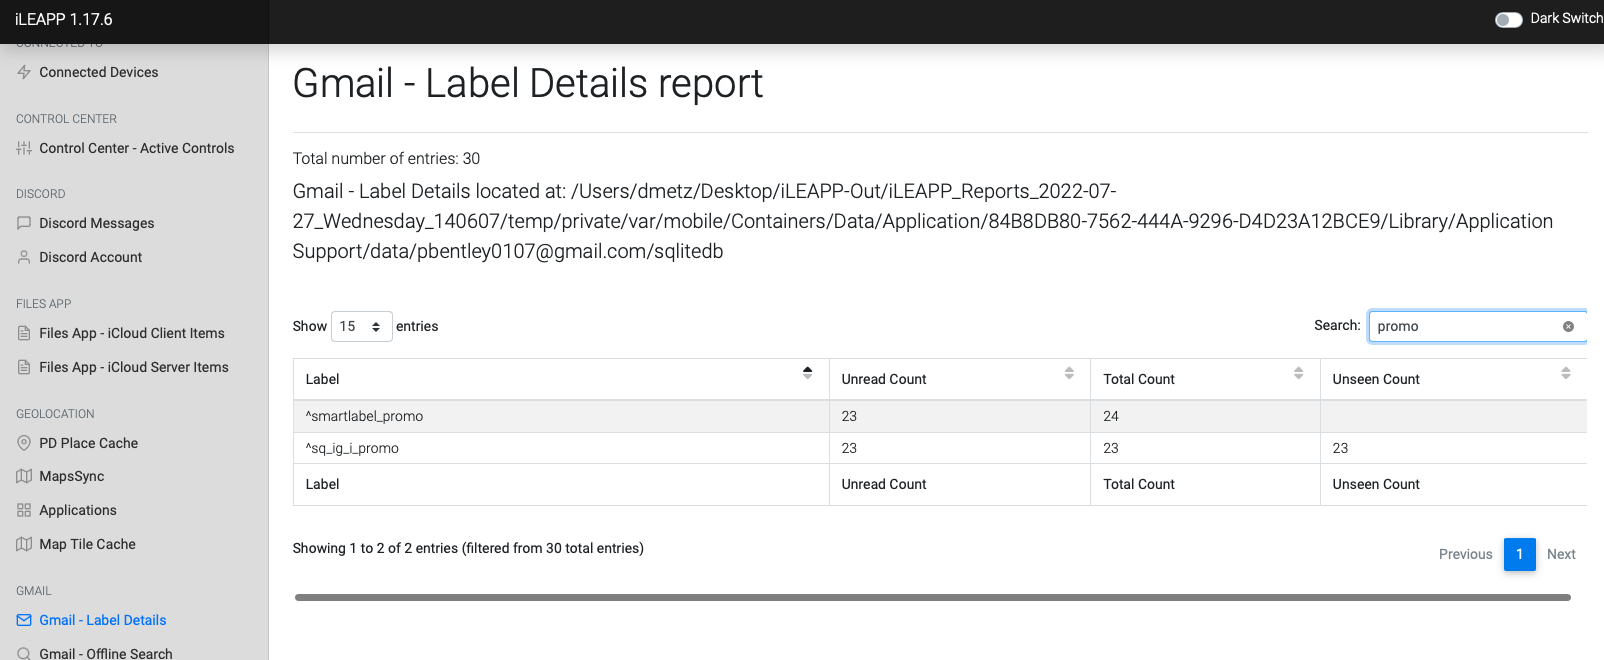 iLEAPP 1.17.6
Dark Switch
CONNECTED TO
Connected Devices
CONTROL CENTER
Control Center - Active Controls
DISCORD
Discord Messages
Discord Account
FILES APP
Files App - iCloud Client Items
Files App - iCloud Server Items
GEOLOCATION
PD Place Cache
MapsSync
Applications
Map Tile Cache
GMAIL
Gmail - Label Details
Gmail - Offline Search
Gmail - Label Details report
Total number of entries: 30
Gmail - Label Details located at: /Users/dmetz/Desktop/iLEAPP-Out/iLEAPP_Reports_2022-07-
27_Wednesday_140607/temp/private/var/mobile/Containers/Data/Application/84B8DB80-7562-444A-9296-D4D23A12BCE9/Library/Application
Support/data/pbentley0107@gmail.com/sqlitedb
Show 15 entries
Search: promo
Label Unread Count Total Count Unseen Count
^smartlabel_promo 23 24
^sq_ig_i_promo 23 23 23
Label Unread Count Total Count Unseen Count
Showing 1 to 2 of 2 entries (filtered from 30 total entries)
Previous 1 Next